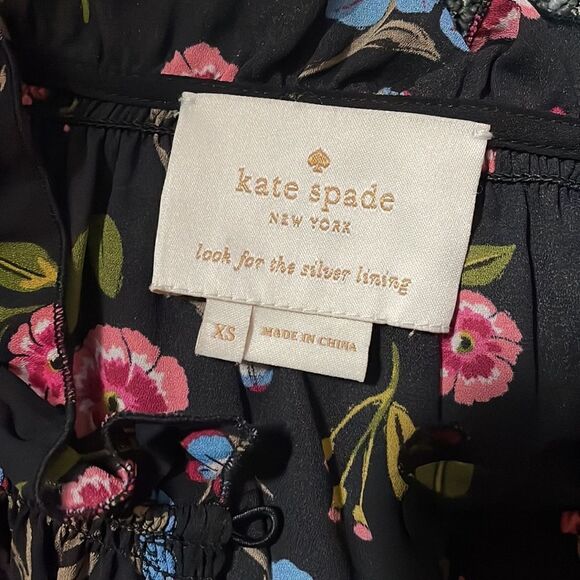 kate spade
NEW YORK
look for the silver lining
XS
MADE IN CHINA